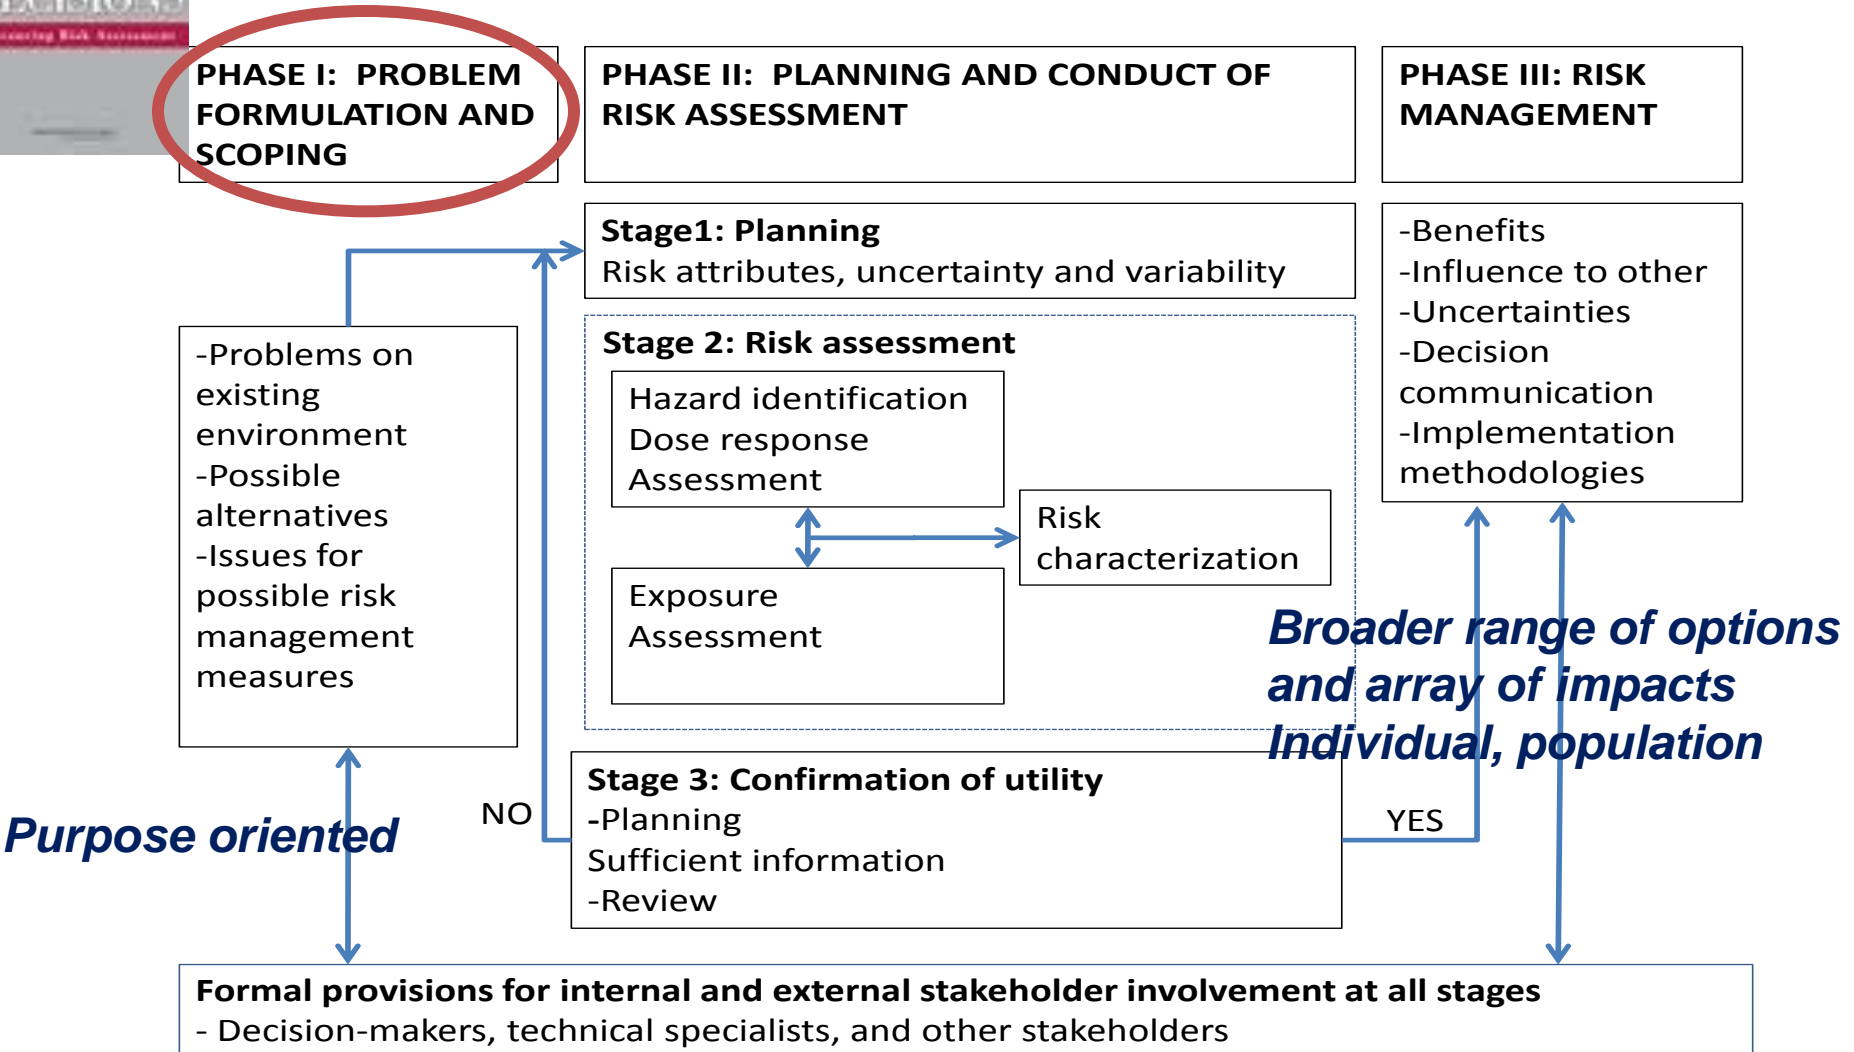 PHASE I: PROBLEM
FORMULATION AND
SCOPING
PHASE II: PLANNING AND CONDUCT OF
RISK ASSESSMENT
PHASE III: RISK
MANAGEMENT
Stage1: Planning
Risk attributes, uncertainty and variability
-Benefits
-Influence to other
-Uncertainties
-Decision
communication
-Implementation
methodologies
-Problems on
existing
environment
-Possible
alternatives
-Issues for
possible risk
management
measures
Stage 2: Risk assessment
Hazard identification
Dose response
Assessment
Risk
characterization
Exposure
Assessment
Broader range of options
and array of impacts
Individual, population
Stage 3: Confirmation of utility
-Planning
Sufficient information
-Review
NO
YES
Purpose oriented
Formal provisions for internal and external stakeholder involvement at all stages
- Decision-makers, technical specialists, and other stakeholders